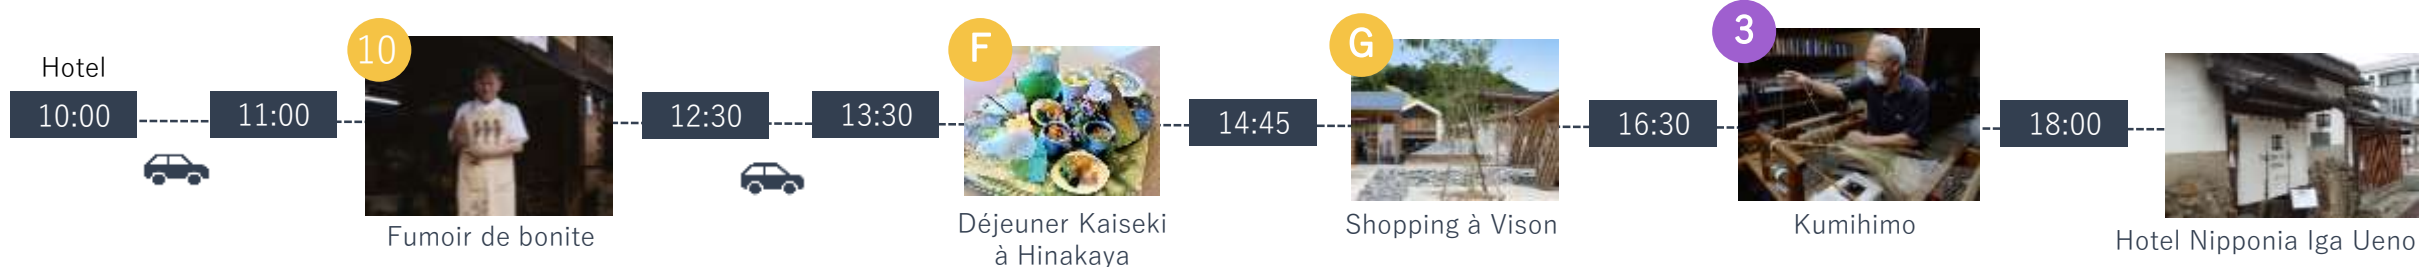 Hotel
10:00
11:00
10
Fumoir de bonite
12:30
13:30
F
Déjeuner Kaiseki
à Hinakaya
14:45
G
Shopping à Vison
16:30
3
Kumihimo
18:00
Hotel Nipponia Iga Ueno